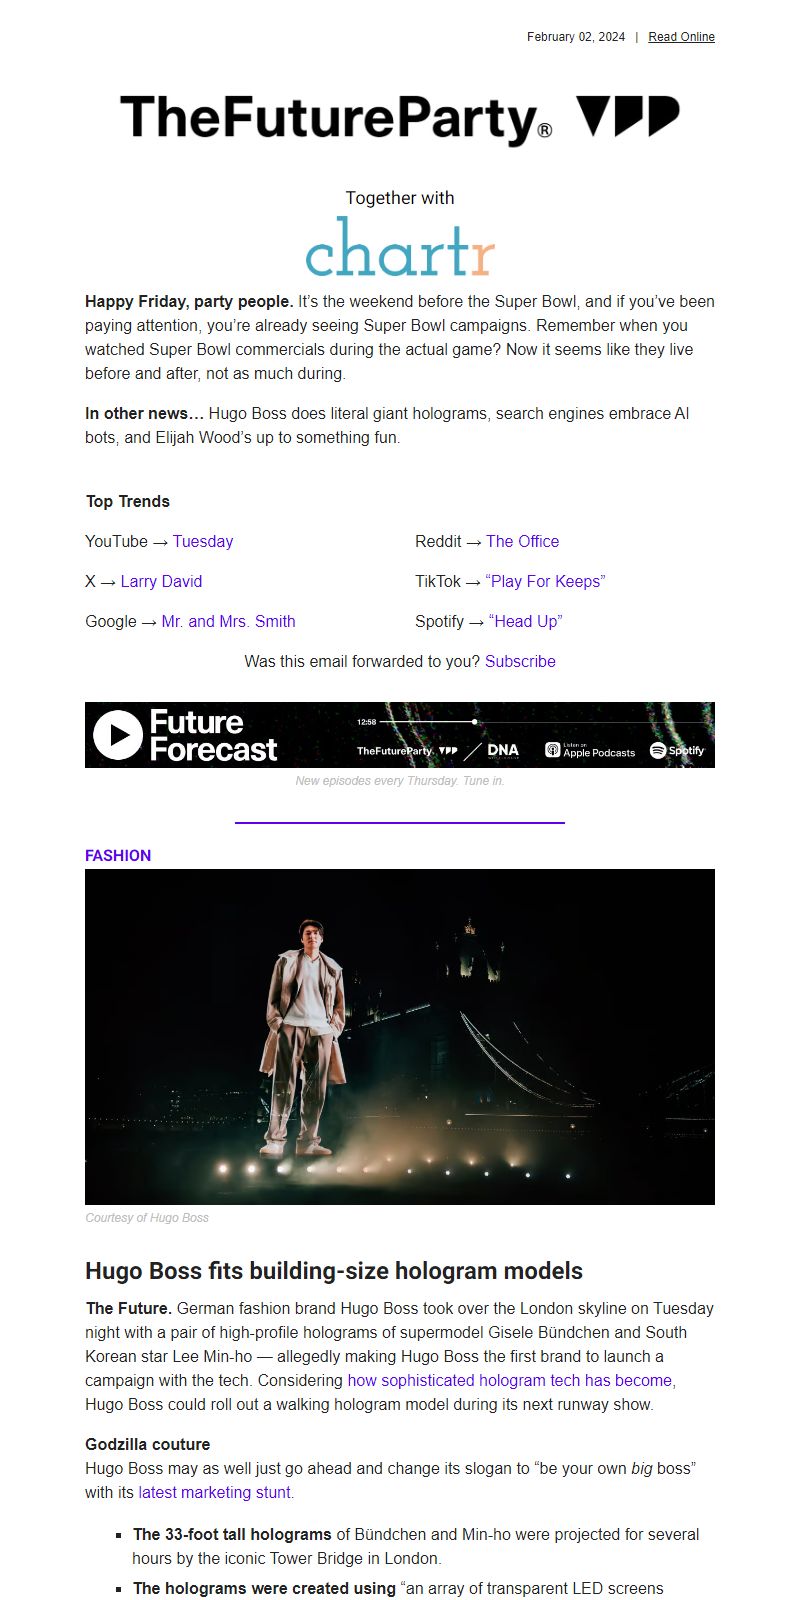 February 02, 2024 | Read Online
TheFutureParty®
Together with
chartr
Happy Friday, party people. It’s the weekend before the Super Bowl, and if you’ve been
paying attention, you’re already seeing Super Bowl campaigns. Remember when you
watched Super Bowl commercials during the actual game? Now it seems like they live
before and after, not as much during.
In other news… Hugo Boss does literal giant holograms, search engines embrace AI
bots, and Elijah Wood’s up to something fun.
Top Trends
YouTube → Tuesday
Reddit → The Office
X → Larry David
TikTok → “Play For Keeps”
Google → Mr. and Mrs. Smith
Spotify → “Head Up”
Was this email forwarded to you? Subscribe
Future
Forecast
12:58
TheFutureParty. DNA
Listen on
Apple Podcasts
Spotify
New episodes every Thursday. Tune in.
FASHION
Courtesy of Hugo Boss
Hugo Boss fits building-size hologram models
The Future. German fashion brand Hugo Boss took over the London skyline on Tuesday
night with a pair of high-profile holograms of supermodel Gisele Bündchen and South
Korean star Lee Min-ho — allegedly making Hugo Boss the first brand to launch a
campaign with the tech. Considering how sophisticated hologram tech has become,
Hugo Boss could roll out a walking hologram model during its next runway show.
Godzilla couture
Hugo Boss may as well just go ahead and change its slogan to “be your own big boss”
with its latest marketing stunt.
▪ The 33-foot tall holograms of Bündchen and Min-ho were projected for several
hours by the iconic Tower Bridge in London.
▪ The holograms were created using “an array of transparent LED screens